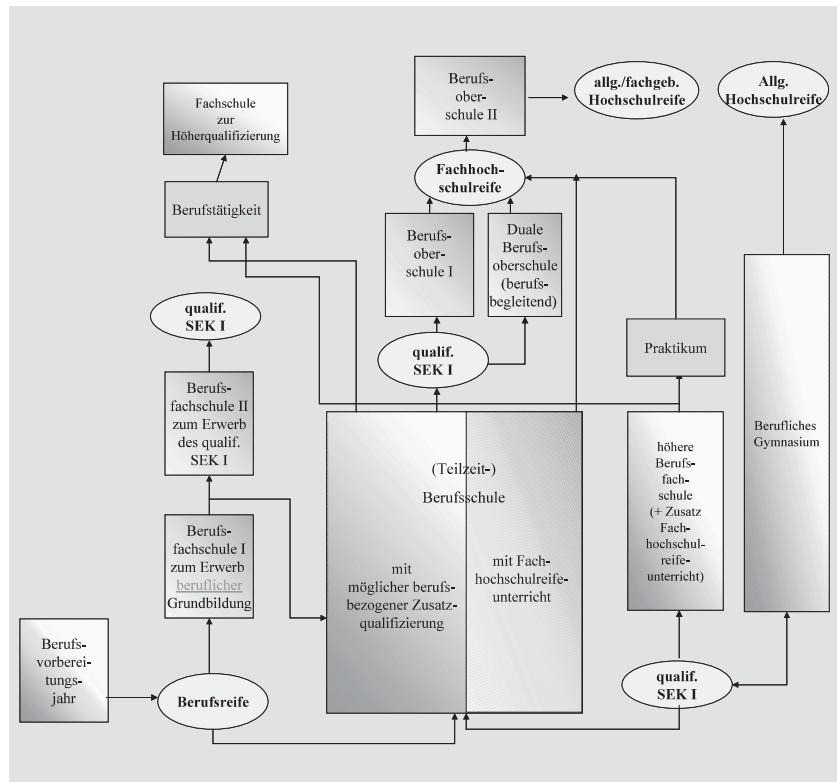 Berufs-
ober-
schule II
allg./fachgeb.
Hochschulreife
Allg.
Hochschulreife
Fachschule
zur
Höherqualifizierung
Fachhoch-
schulreife
Berufstätigkeit
Berufs-
ober-
schule I
Duale
Berufs-
oberschule
(berufs-
begleitend)
qualif.
SEK I
qualif.
SEK I
Praktikum
Berufs-
fachschule II
zum Erwerb
des qualif.
SEK I
Berufliches
Gymnasium
(Teilzeit-)
Berufsschule
höhere
Berufs-
fach-
schule
(+ Zusatz
Fach-
hochschul-
reife-
unterricht)
Berufs-
fachschule I
zum Erwerb
beruflicher
Grundbildung
mit
möglicher berufs-
bezogener Zusatz-
qualifizierung
mit Fach-
hochschulreife-
unterricht
Berufs-
vorberei-
tungs-
jahr
Berufsreife
qualif.
SEK I